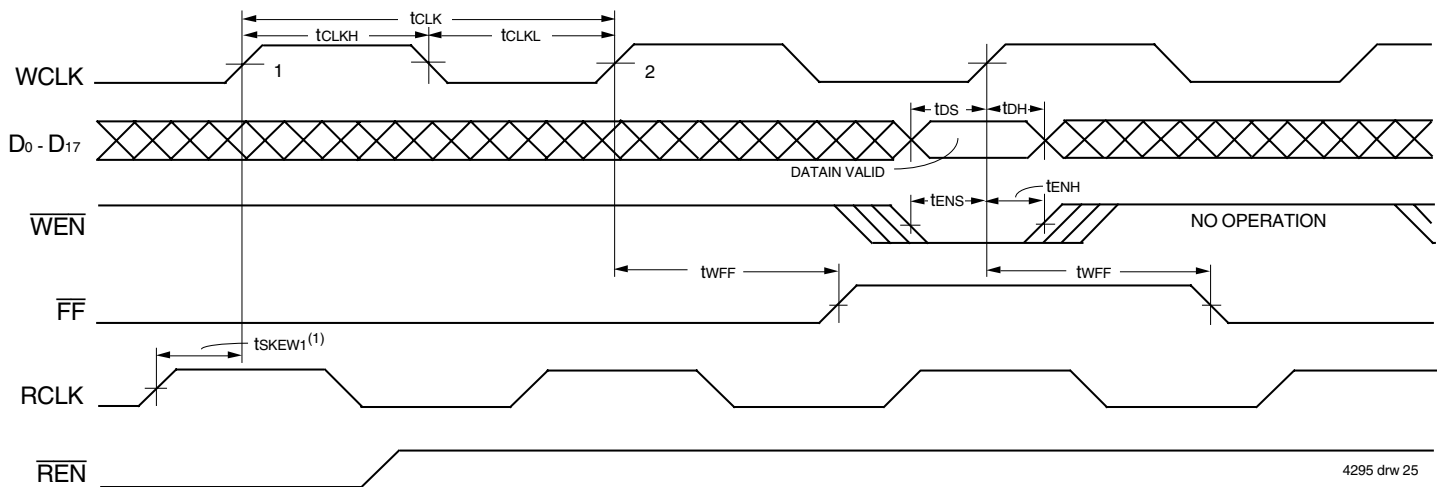 tCLK
tCLKH tCLKL
WCLK 1 2
tDS tDH
D0 - D17
DATAIN VALID
tENS tENH
WEN NO OPERATION
tWFF tWFF
FF
tSKEW1(1)
RCLK
REN
4295 drw 25